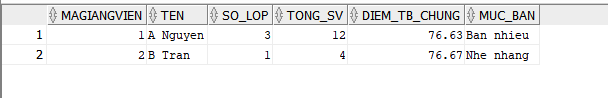 MAGIANGVIEN TEN SO_LOP TONG_SV DIEM_TB_CHUNG MUC_BAN
1 1 A Nguyen 3 12 76.63 Ban nhieu
2 2 B Tran 1 4 76.67 Nhe nhang